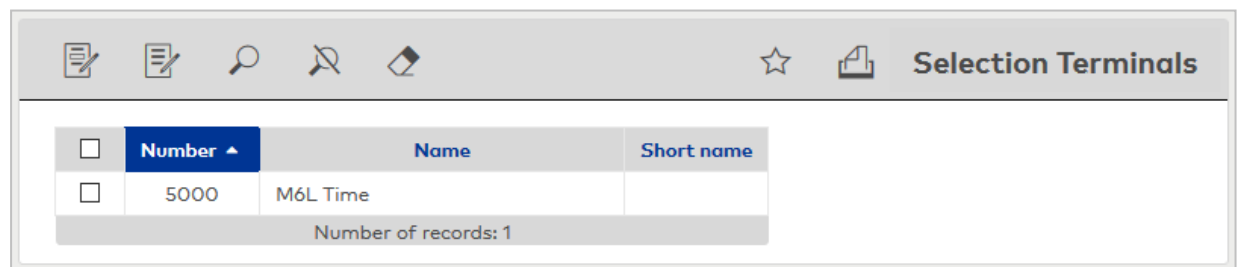 Selection Terminals
Number Name Short name
5000 M6L Time
Number of records: 1